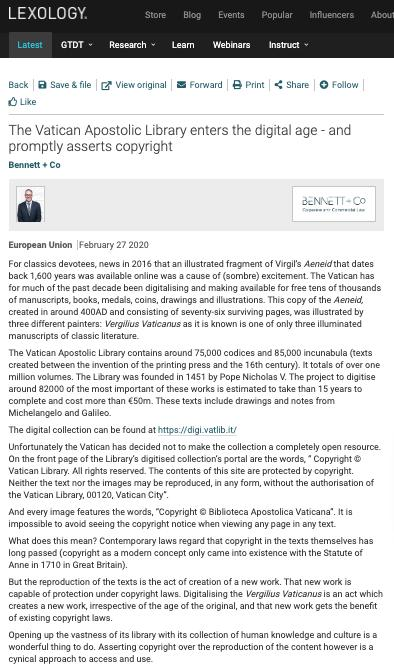 LEXOLOGY.
Store Blog Events Popular Influencers About
Latest GTDT Research Learn Webinars Instruct
Back Save & file View original Forward Print Share Follow
Like
The Vatican Apostolic Library enters the digital age - and
promptly asserts copyright
Bennett + Co
BENNETT+CO
Corporate and Commercial Law
European Union | February 27 2020
For classics devotees, news in 2016 that an illustrated fragment of Virgil's Aeneid that dates
back 1,600 years was available online was a cause of (sombre) excitement. The Vatican has
for much of the past decade been digitalising and making available for free tens of thousands
of manuscripts, books, medals, coins, drawings and illustrations. This copy of the Aeneid,
created in around 400AD and consisting of seventy-six surviving pages, was illustrated by
three different painters: Vergilius Vaticanus as it is known is one of only three illuminated
manuscripts of classic literature.
The Vatican Apostolic Library contains around 75,000 codices and 85,000 incunabula (texts
created between the invention of the printing press and the 16th century). It totals of over one
million volumes. The Library was founded in 1451 by Pope Nicholas V. The project to digitise
around 82000 of the most important of these works is estimated to take than 15 years to
complete and cost more than €50m. These texts include drawings and notes from
Michelangelo and Galileo.
The digital collection can be found at https://digi.vatlib.it/
Unfortunately the Vatican has decided not to make the collection a completely open resource.
On the front page of the Library's digitised collection's portal are the words, " Copyright ©
Vatican Library. All rights reserved. The contents of this site are protected by copyright.
Neither the text nor the images may be reproduced, in any form, without the authorisation of
the Vatican Library, 00120, Vatican City".
And every image features the words, "Copyright © Biblioteca Apostolica Vaticana". It is
impossible to avoid seeing the copyright notice when viewing any page in any text.
What does this mean? Contemporary laws regard that copyright in the texts themselves has
long passed (copyright as a modern concept only came into existence with the Statute of
Anne in 1710 in Great Britain).
But the reproduction of the texts is the act of creation of a new work. That new work is
capable of protection under copyright laws. Digitalising the Vergilius Vaticanus is an act which
creates a new work, irrespective of the age of the original, and that new work gets the benefit
of existing copyright laws.
Opening up the vastness of its library with its collection of human knowledge and culture is a
wonderful thing to do. Asserting copyright over the reproduction of the content however is a
cynical approach to access and use.